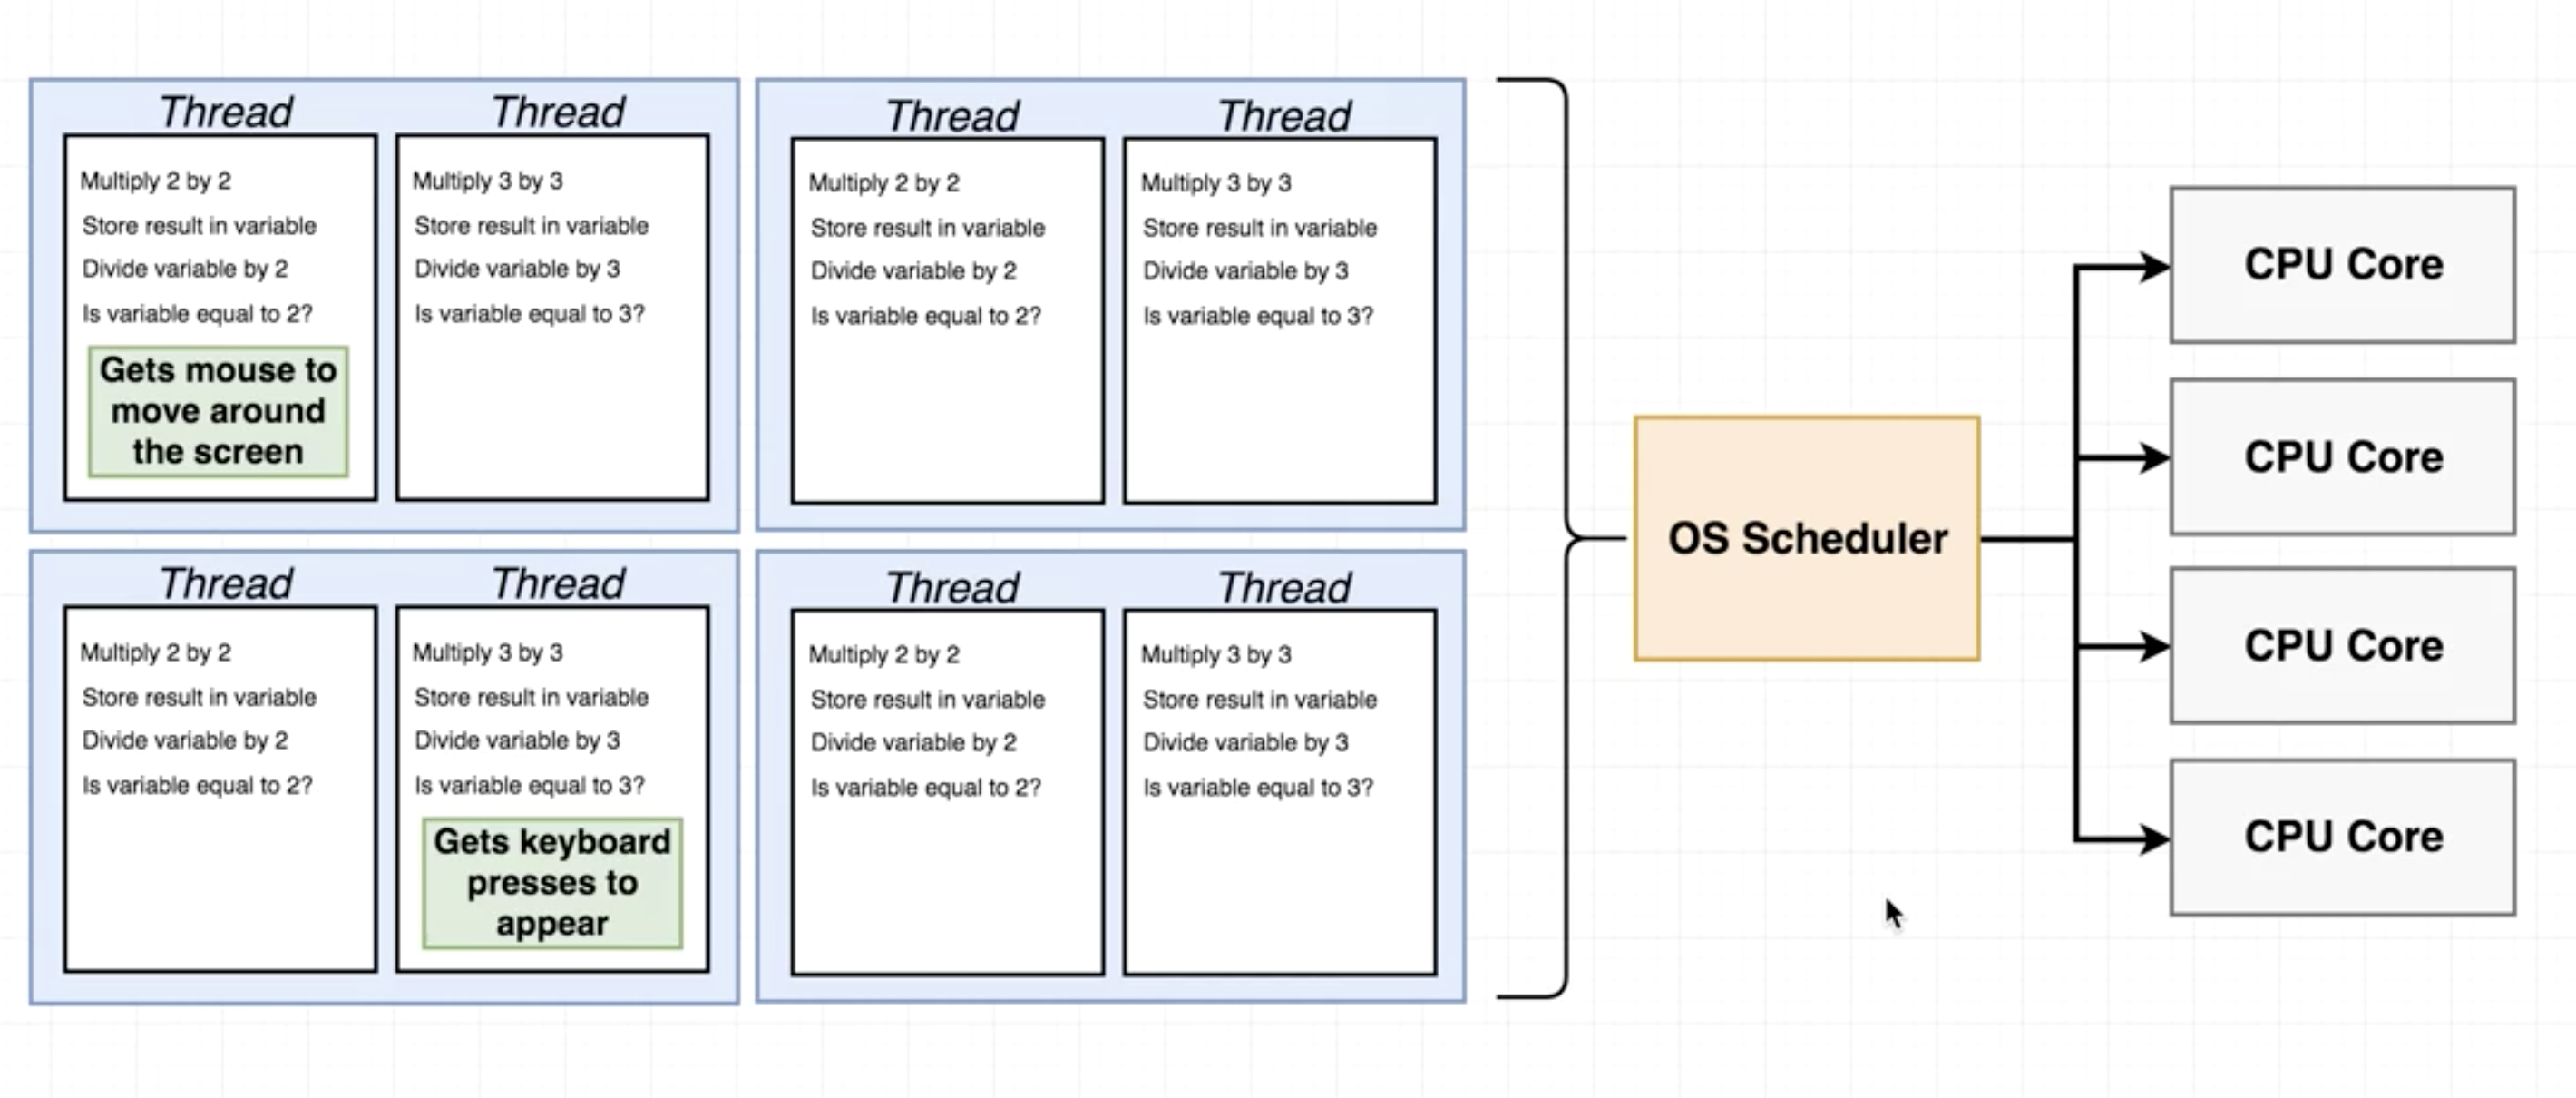 Thread
Multiply 2 by 2
Store result in variable
Divide variable by 2
Is variable equal to 2?
Gets mouse to
move around
the screen
Thread
Multiply 3 by 3
Store result in variable
Divide variable by 3
Is variable equal to 3?
Thread
Multiply 2 by 2
Store result in variable
Divide variable by 2
Is variable equal to 2?
Thread
Multiply 3 by 3
Store result in variable
Divide variable by 3
Is variable equal to 3?
Thread
Multiply 2 by 2
Store result in variable
Divide variable by 2
Is variable equal to 2?
Thread
Multiply 3 by 3
Store result in variable
Divide variable by 3
Is variable equal to 3?
Gets keyboard
presses to
appear
Thread
Multiply 2 by 2
Store result in variable
Divide variable by 2
Is variable equal to 2?
Thread
Multiply 3 by 3
Store result in variable
Divide variable by 3
Is variable equal to 3?
OS Scheduler
CPU Core
CPU Core
CPU Core
CPU Core